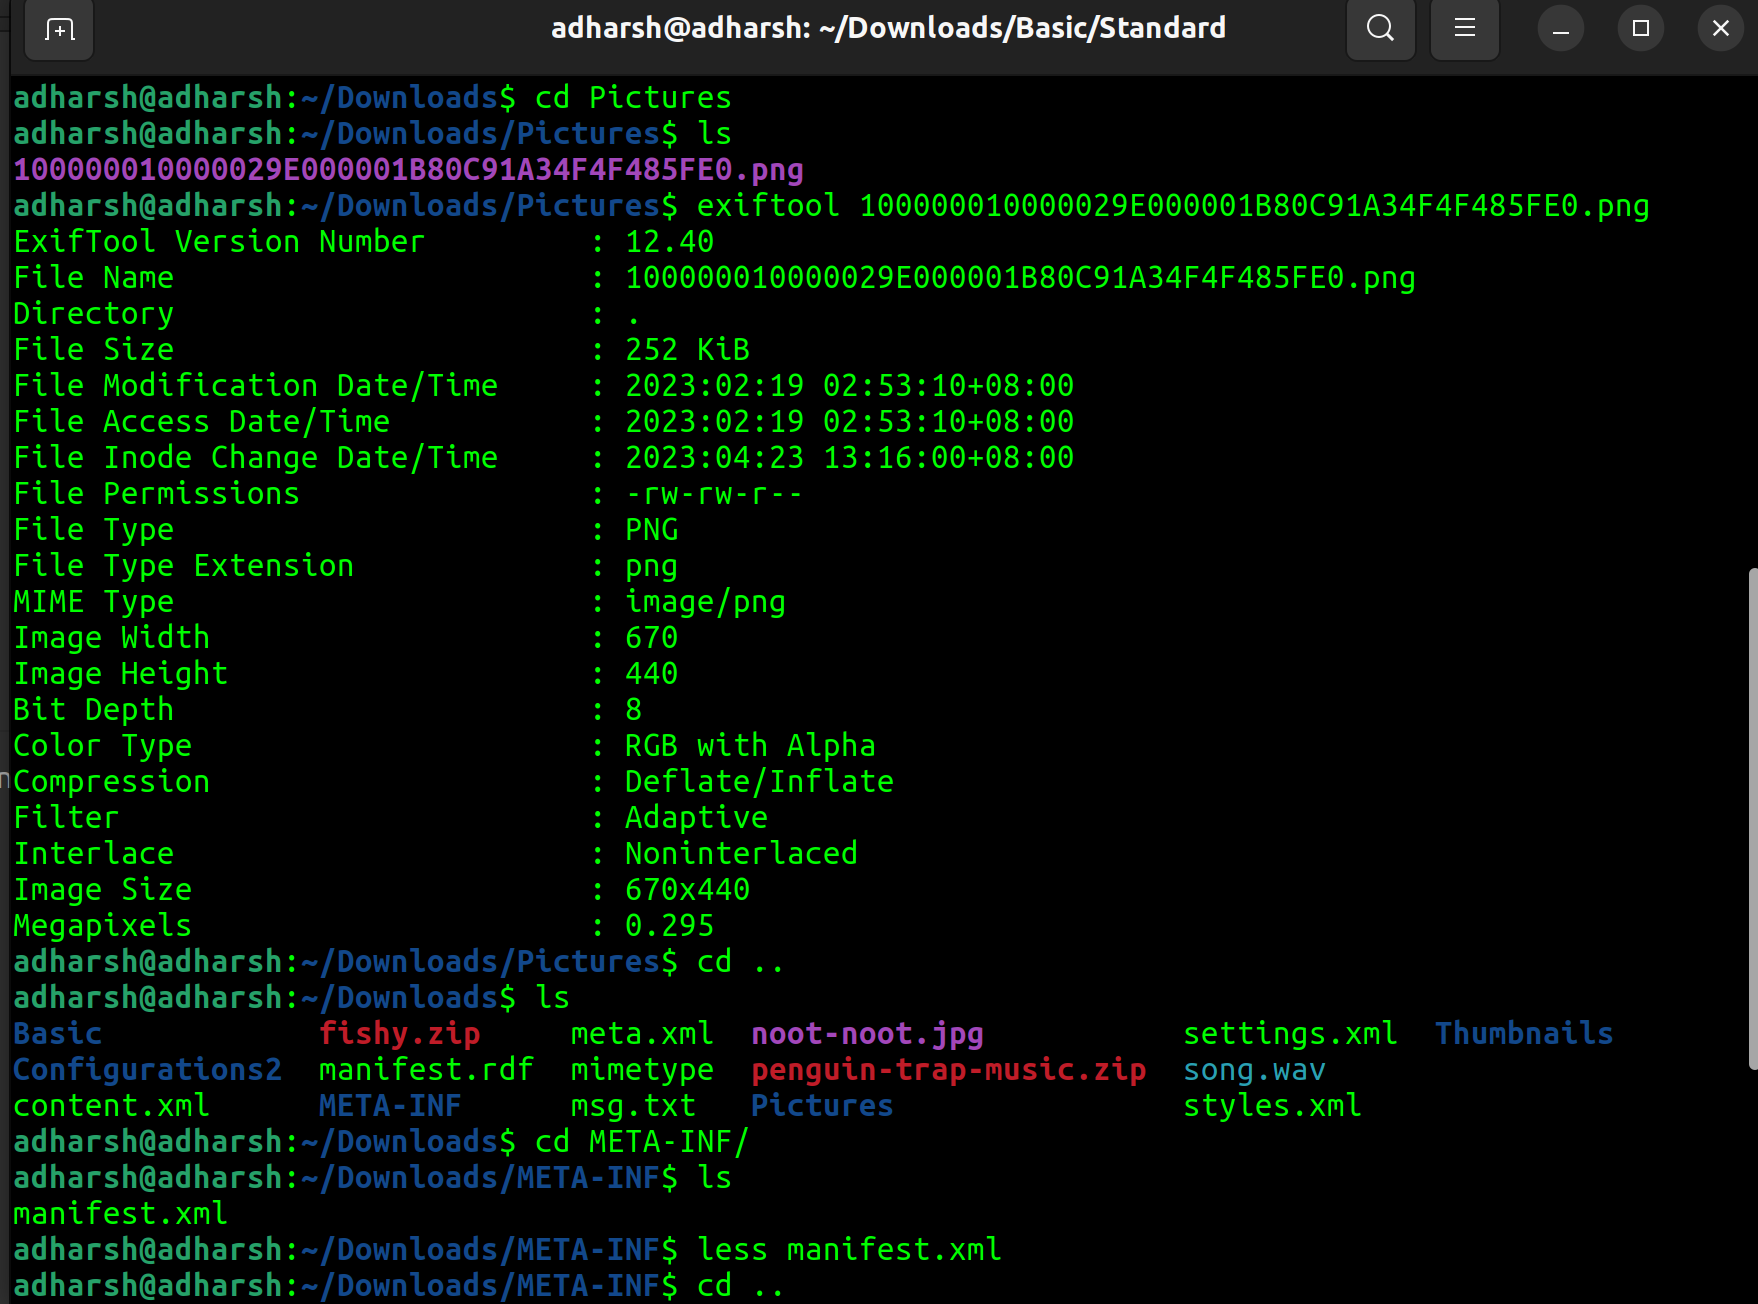 adharsh@adharsh: ~/Downloads/Basic/Standard
adharsh@adharsh:~/Downloads$ cd Pictures
adharsh@adharsh:~/Downloads/Pictures$ ls
100000010000029E000001B80C91A34F4F485FE0.png
adharsh@adharsh:~/Downloads/Pictures$ exiftool 100000010000029E000001B80C91A34F4F485FE0.png
ExifTool Version Number : 12.40
File Name : 100000010000029E000001B80C91A34F4F485FE0.png
Directory : .
File Size : 252 KiB
File Modification Date/Time : 2023:02:19 02:53:10+08:00
File Access Date/Time : 2023:02:19 02:53:10+08:00
File Inode Change Date/Time : 2023:04:23 13:16:00+08:00
File Permissions : -rw-rw-r--
File Type : PNG
File Type Extension : png
MIME Type : image/png
Image Width : 670
Image Height : 440
Bit Depth : 8
Color Type : RGB with Alpha
Compression : Deflate/Inflate
Filter : Adaptive
Interlace : Noninterlaced
Image Size : 670x440
Megapixels : 0.295
adharsh@adharsh:~/Downloads/Pictures$ cd ..
adharsh@adharsh:~/Downloads$ ls
Basic fishy.zip meta.xml noot-noot.jpg settings.xml Thumbnails
Configurations2 manifest.rdf mimetype penguin-trap-music.zip song.wav
content.xml META-INF msg.txt Pictures styles.xml
adharsh@adharsh:~/Downloads$ cd META-INF/
adharsh@adharsh:~/Downloads/META-INF$ ls
manifest.xml
adharsh@adharsh:~/Downloads/META-INF$ less manifest.xml
adharsh@adharsh:~/Downloads/META-INF$ cd ..